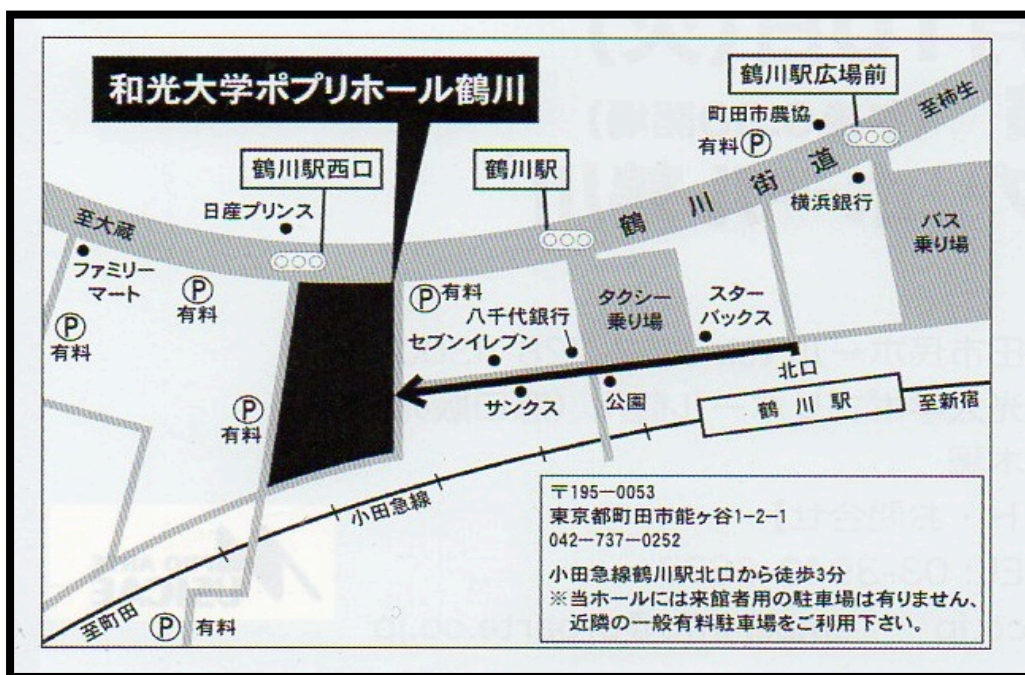 和光大学ポプリホール鶴川
鶴川駅広場前
町田市農協
有料Ⓟ
至柿生
鶴川駅西口
鶴川駅
鶴川街道
横浜銀行
バス
乗り場
日産プリンス
至大蔵
ファミリー
マート
Ⓟ
有料
Ⓟ
有料
Ⓟ有料
八千代銀行
セブンイレブン
タクシー
乗り場
スター
バックス
北口
Ⓟ
有料
サンクス
公園
鶴川駅
至新宿
小田急線
至町田
Ⓟ有料
〒195-0053
東京都町田市能ヶ谷1-2-1
042-737-0252
小田急線鶴川駅北口から徒歩3分
※当ホールには来館者用の駐車場は有りません、
近隣の一般有料駐車場をご利用下さい。